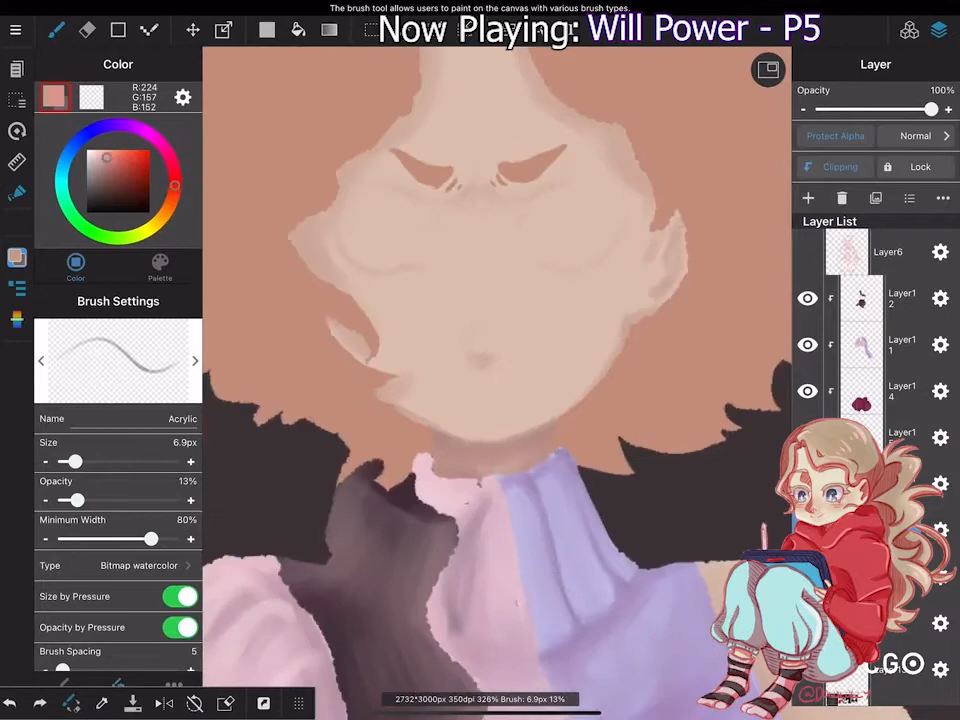 The brush tool allows users to paint on the canvas with various brush types.
Now Playing: Will Power - P5
Color
R:224
G:167
B:152
Color
Palette
Brush Settings
Name Acrylic
Size 6.9px
Opacity 13%
Minimum Width 80%
Type Bitmap watercolor
Size by Pressure
Opacity by Pressure
Brush Spacing 5
2732*3000px 350dpi 326% Brush: 6.9px 13%
Layer
Opacity 100%
Protect Alpha Normal
Clipping Lock
Layer List
Layer6
Layer1
2
Layer1
1
Layer1
4
Layer1